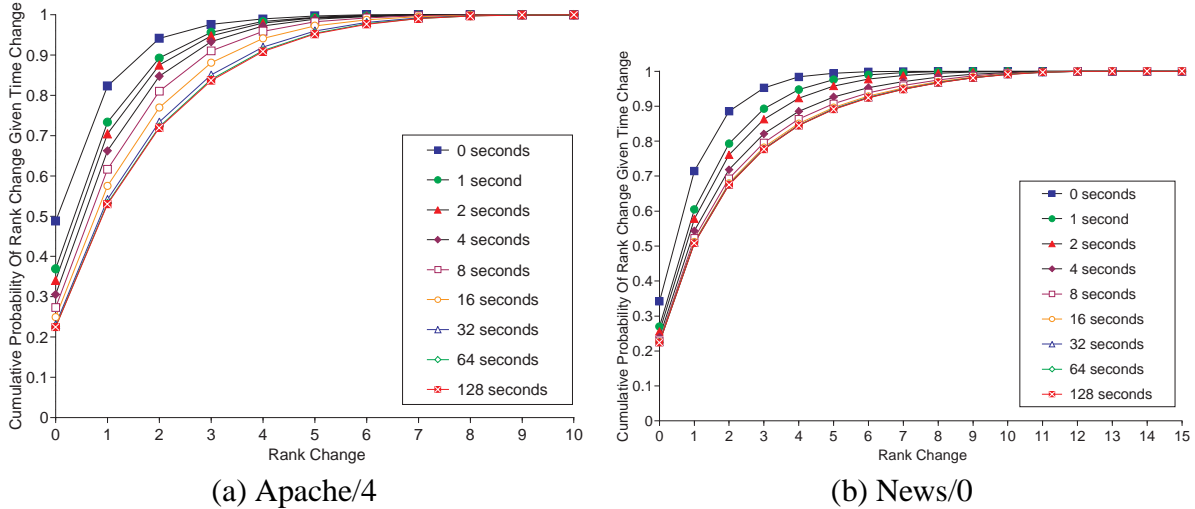 Cumulative Probability Of Rank Change Given Time Change
1
0.9
0.8
0.7
0.6
0.5
0.4
0.3
0.2
0.1
0
0 1 2 3 4 5 6 7 8 9 10
Rank Change
0 seconds
1 second
2 seconds
4 seconds
8 seconds
16 seconds
32 seconds
64 seconds
128 seconds
(a) Apache/4
Cumulative Probability Of Rank Change Given Time Change
1
0.9
0.8
0.7
0.6
0.5
0.4
0.3
0.2
0.1
0
0 1 2 3 4 5 6 7 8 9 10 11 12 13 14 15
Rank Change
0 seconds
1 second
2 seconds
4 seconds
8 seconds
16 seconds
32 seconds
64 seconds
128 seconds
(b) News/0